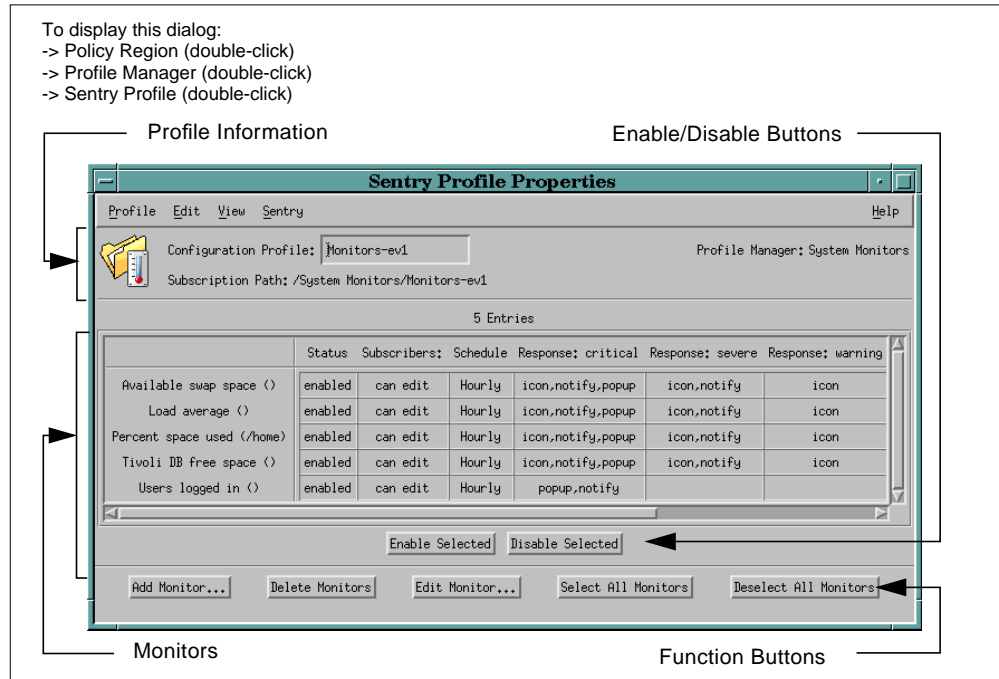 To display this dialog:
-> Policy Region (double-click)
-> Profile Manager (double-click)
-> Sentry Profile (double-click)
Profile Information
Enable/Disable Buttons
Sentry Profile Properties
Profile Edit View Sentry Help
Configuration Profile: Monitors-ev1 Profile Manager: System Monitors
Subscription Path: /System Monitors/Monitors-ev1
5 Entries
Status Subscribers: Schedule Response: critical Response: severe Response: warning
Available swap space () enabled can edit Hourly icon,notify,popup icon,notify icon
Load average () enabled can edit Hourly icon,notify,popup icon,notify icon
Percent space used (/home) enabled can edit Hourly icon,notify,popup icon,notify icon
Tivoli DB free space () enabled can edit Hourly icon,notify,popup icon,notify icon
Users logged in () enabled can edit Hourly popup,notify
Enable Selected Disable Selected
Add Monitor... Delete Monitors Edit Monitor... Select All Monitors Deselect All Monitors
Monitors
Function Buttons